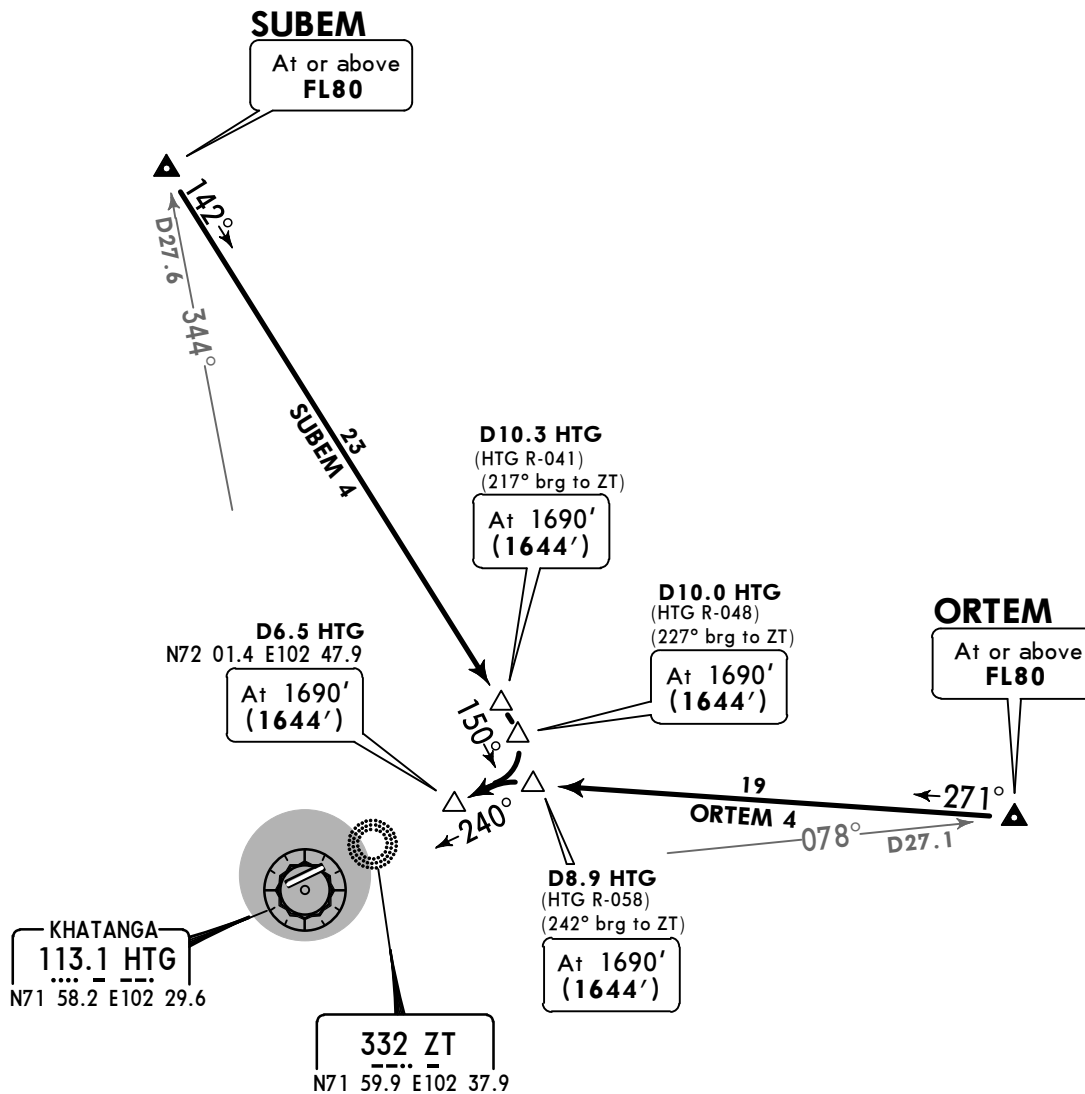 SUBEM
At or above
FL80
142°
D27.6
344°
23
SUBEM 4
D10.3 HTG
(HTG R-041)
(217° brg to ZT)
At 1690'
(1644')
D10.0 HTG
(HTG R-048)
(227° brg to ZT)
At 1690'
(1644')
D6.5 HTG
N72 01.4 E102 47.9
At 1690'
(1644')
ORTEM
At or above
FL80
150°
240°
19
271°
ORTEM 4
078°
D27.1
D8.9 HTG
(HTG R-058)
(242° brg to ZT)
At 1690'
(1644')
KHATANGA
113.1 HTG
N71 58.2 E102 29.6
332 ZT
N71 59.9 E102 37.9